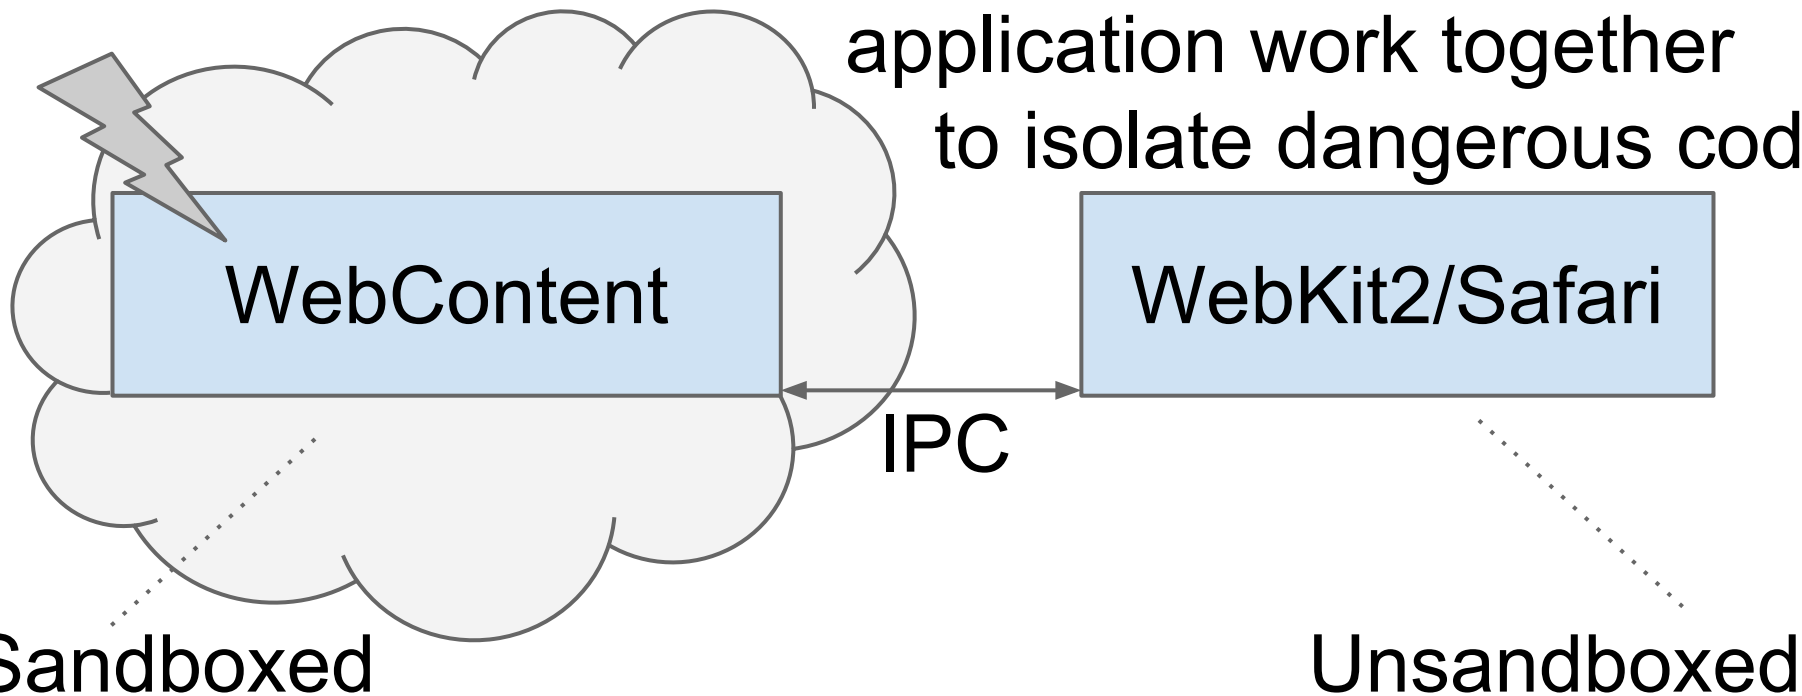 application work together
to isolate dangerous cod
WebContent
WebKit2/Safari
IPC
Sandboxed
Unsandboxed